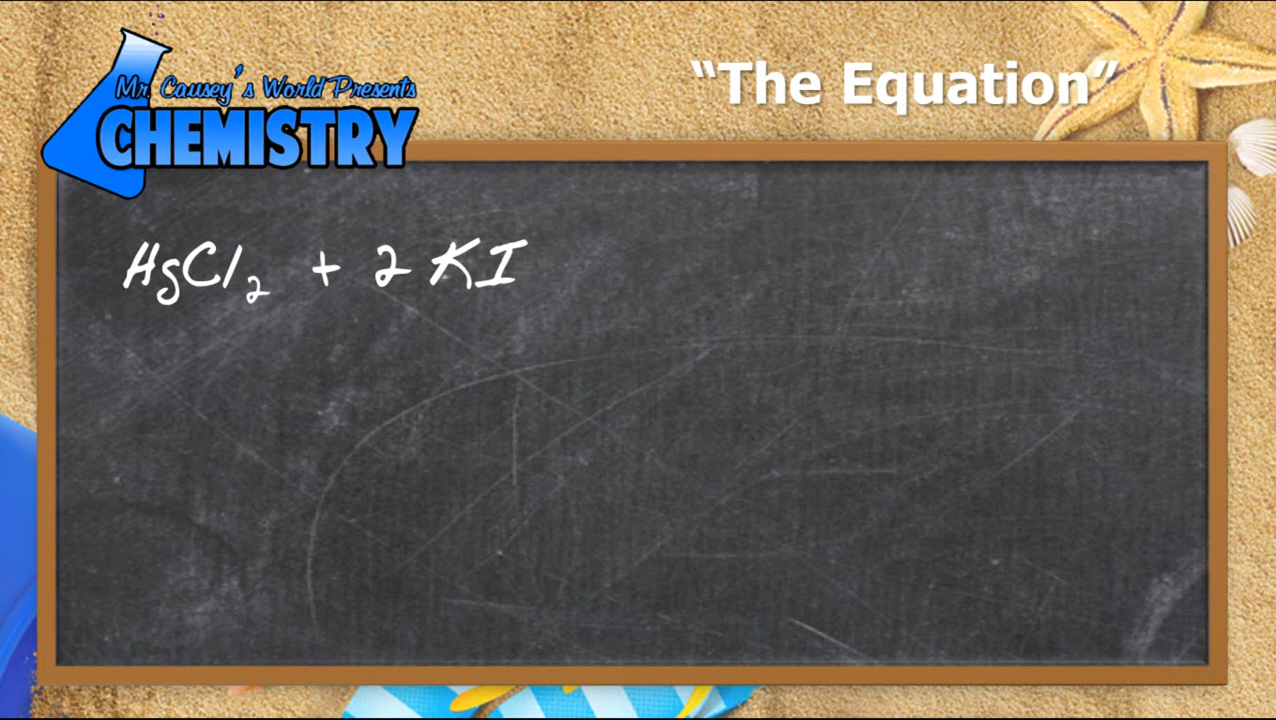 Mr. Causey's World Presents
CHEMISTRY
“The Equation”
HgCl₂ + 2 KI